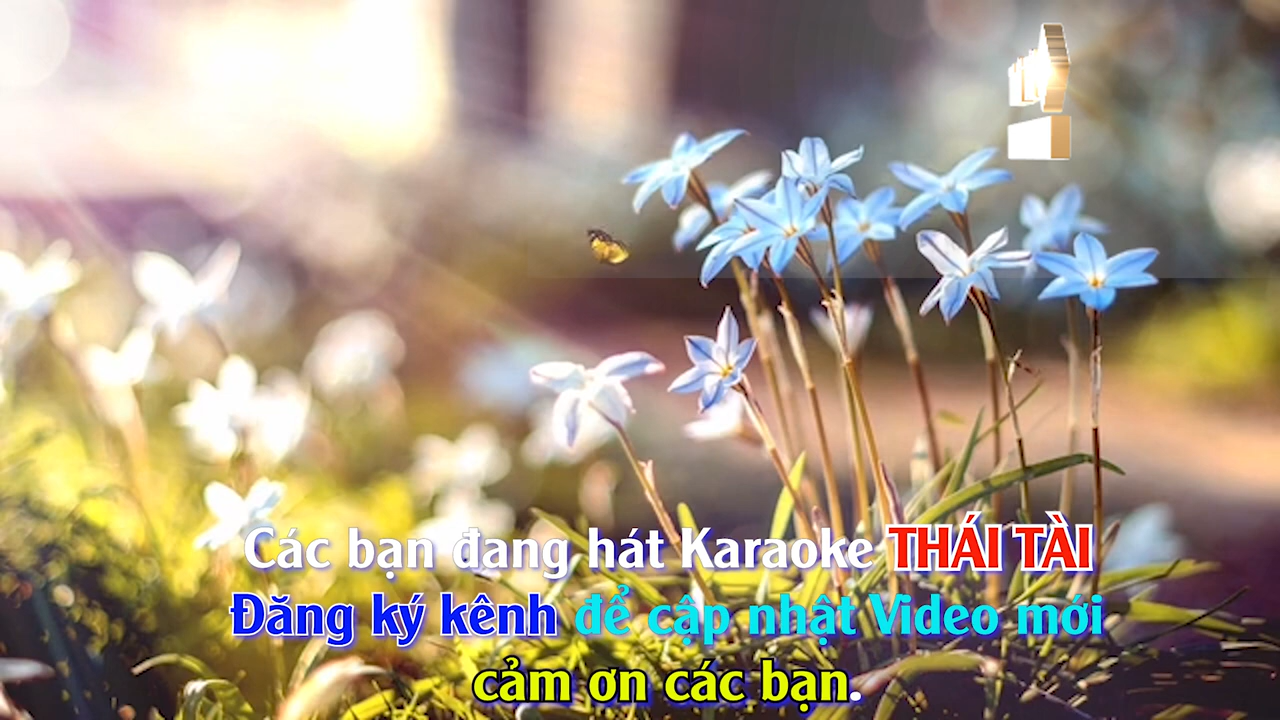 Các bạn đang hát Karaoke THÁI TÀI
Đăng ký kênh để cập nhật Video mới
cảm ơn các bạn.